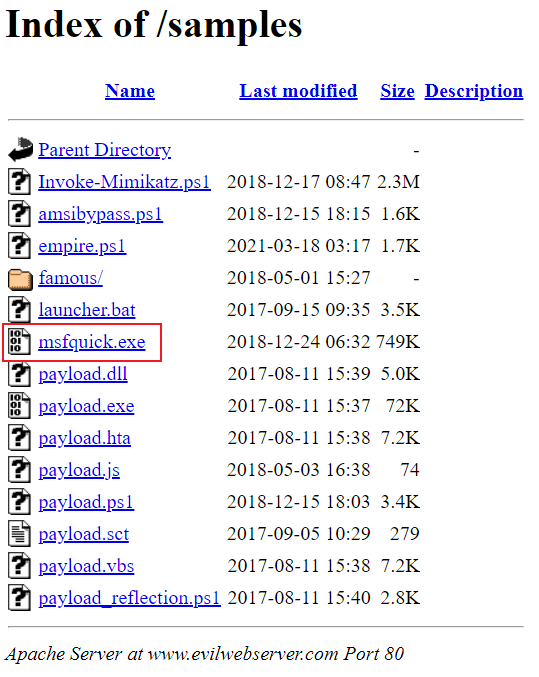 Index of /samples
Name Last modified Size Description
Parent Directory -
Invoke-Mimikatz.ps1 2018-12-17 08:47 2.3M
amsibypass.ps1 2018-12-15 18:15 1.6K
empire.ps1 2021-03-18 03:17 1.7K
famous/ 2018-05-01 15:27 -
launcher.bat 2017-09-15 09:35 3.5K
msfquick.exe 2018-12-24 06:32 749K
payload.dll 2017-08-11 15:39 5.0K
payload.exe 2017-08-11 15:37 72K
payload.hta 2017-08-11 15:38 7.2K
payload.js 2018-05-03 16:38 74
payload.ps1 2018-12-15 18:03 3.4K
payload.sct 2017-09-05 10:29 279
payload.vbs 2017-08-11 15:38 7.2K
payload_reflection.ps1 2017-08-11 15:40 2.8K
Apache Server at www.evilwebserver.com Port 80